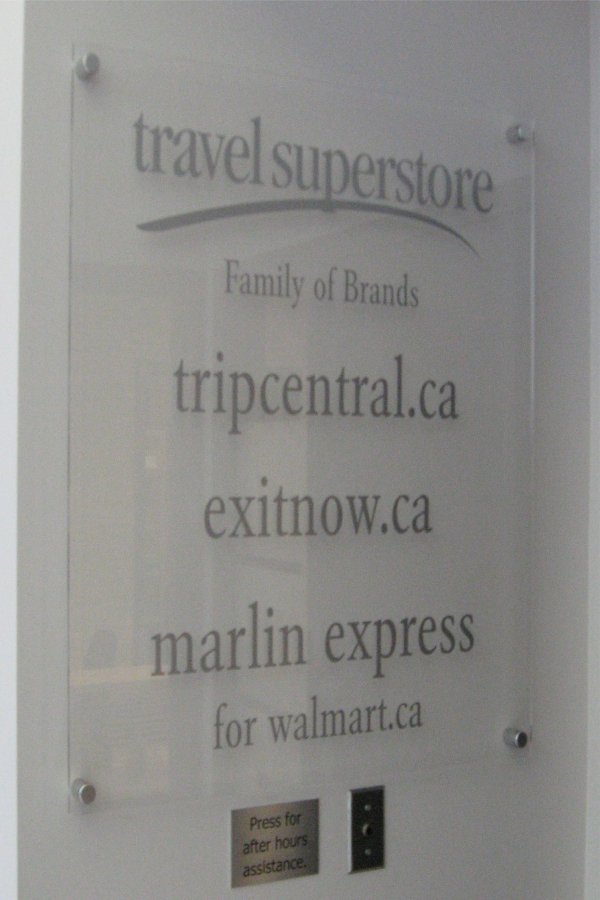 travel superstore
Family of Brands
tripcentral.ca
exitnow.ca
marlin express
for walmart.ca
Press for
after hours
assistance.